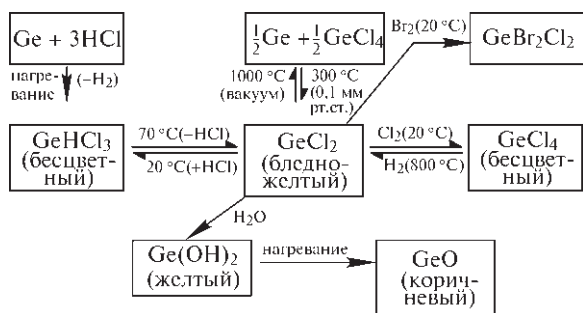 Ge + 3HCl
½Ge + ½GeCl₄
Br₂(20 °C)
GeBr₂Cl₂
нагре-
вание
(−H₂)
1000 °C
(вакуум)
300 °C
(0,1 мм
рт.ст.)
GeHCl₃
(бесцвет-
ный)
70 °C(−HCl)
20 °C(+HCl)
GeCl₂
(бледно-
желтый)
Cl₂(20 °C)
H₂(800 °C)
GeCl₄
(бесцвет-
ный)
H₂O
Ge(OH)₂
(желтый)
нагревание
GeO
(корич-
невый)